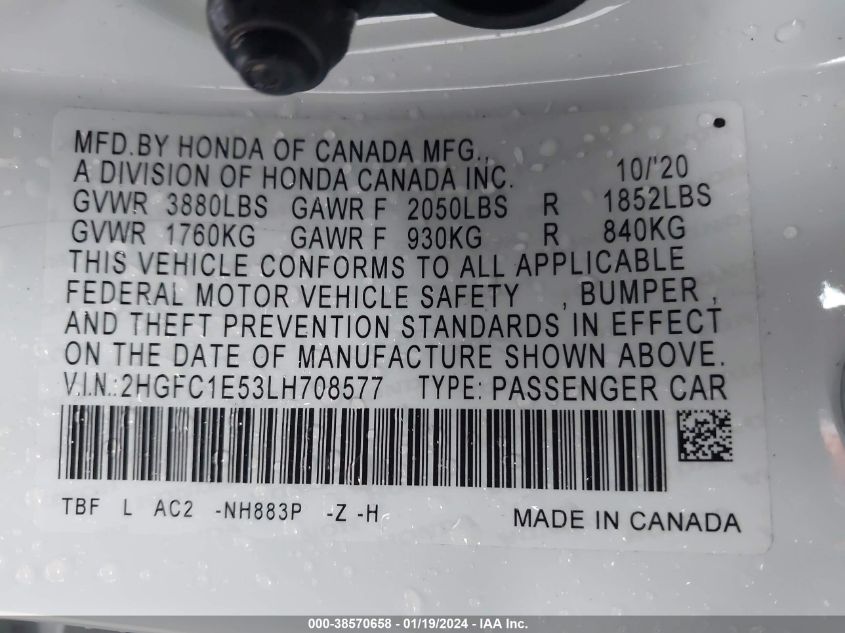 MFD.BY HONDA OF CANADA MFG.,
A DIVISION OF HONDA CANADA INC. 10/'20
GVWR 3880LBS GAWR F 2050LBS R 1852LBS
GVWR 1760KG GAWR F 930KG R 840KG
THIS VEHICLE CONFORMS TO ALL APPLICABLE
FEDERAL MOTOR VEHICLE SAFETY , BUMPER ,
AND THEFT PREVENTION STANDARDS IN EFFECT
ON THE DATE OF MANUFACTURE SHOWN ABOVE.
V.I.N.:2HGFC1E53LH708577 TYPE: PASSENGER CAR
TBF L AC2 -NH883P -Z -H MADE IN CANADA
000-38570658 - 01/19/2024 - IAA Inc.